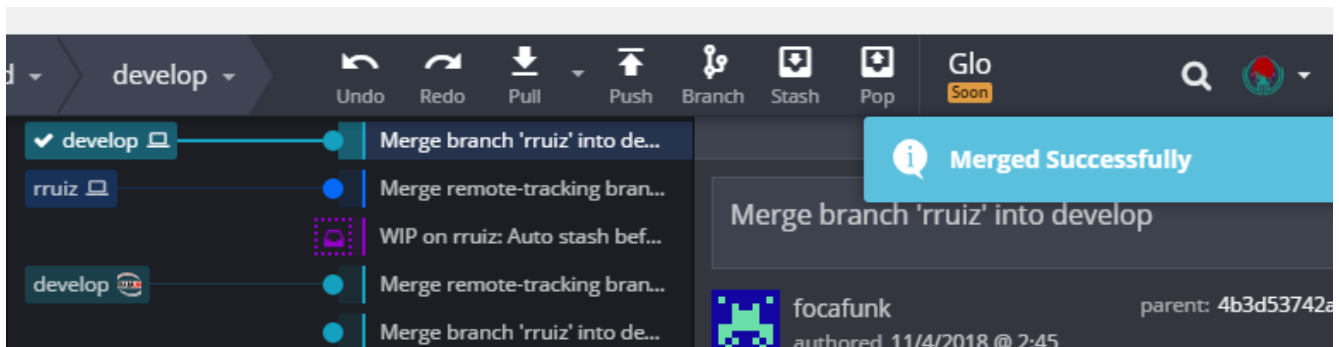 develop
Undo
Redo
Pull
Push
Branch
Stash
Pop
Glo
Soon
develop
Merge branch 'rruiz' into de...
Merged Successfully
rruiz
Merge remote-tracking bran...
Merge branch 'rruiz' into develop
WIP on rruiz: Auto stash bef...
develop
Merge remote-tracking bran...
focafunk
parent: 4b3d53742a
Merge branch 'rruiz' into de...
authored 11/4/2018 @ 2:45